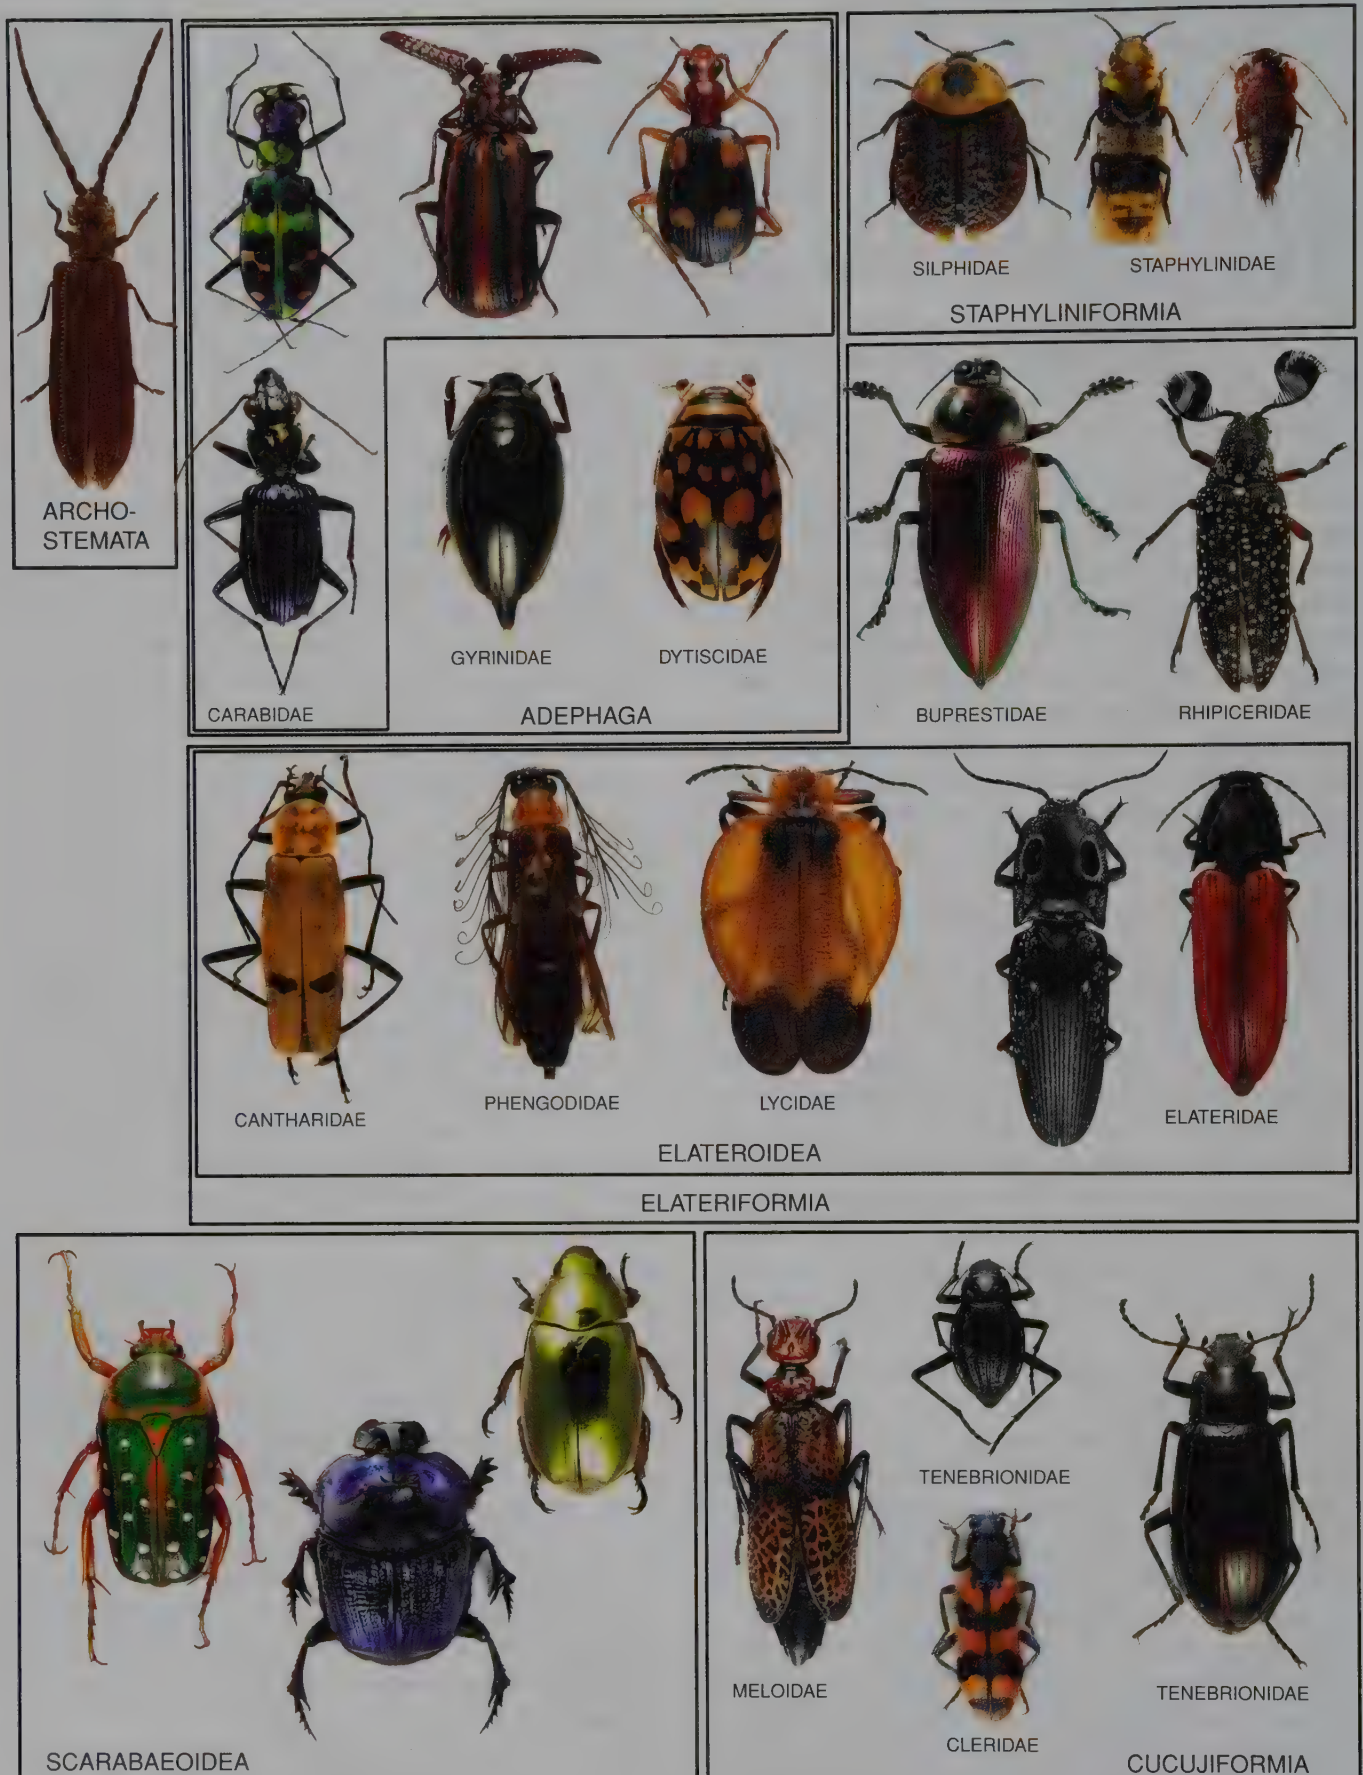 ARCHO-
STEMATA
SILPHIDAE
STAPHYLINIDAE
STAPHYLINIFORMIA
GYRINIDAE
DYTISCIDAE
CARABIDAE
ADEPHAGA
BUPRESTIDAE
RHIPICERIDAE
CANTHARIDAE
PHENGODIDAE
LYCIDAE
ELATERIDAE
ELATEROIDEA
ELATERIFORMIA
SCARABAEOIDEA
TENEBRIONIDAE
MELOIDAE
TENEBRIONIDAE
CLERIDAE
CUCUJIFORMIA